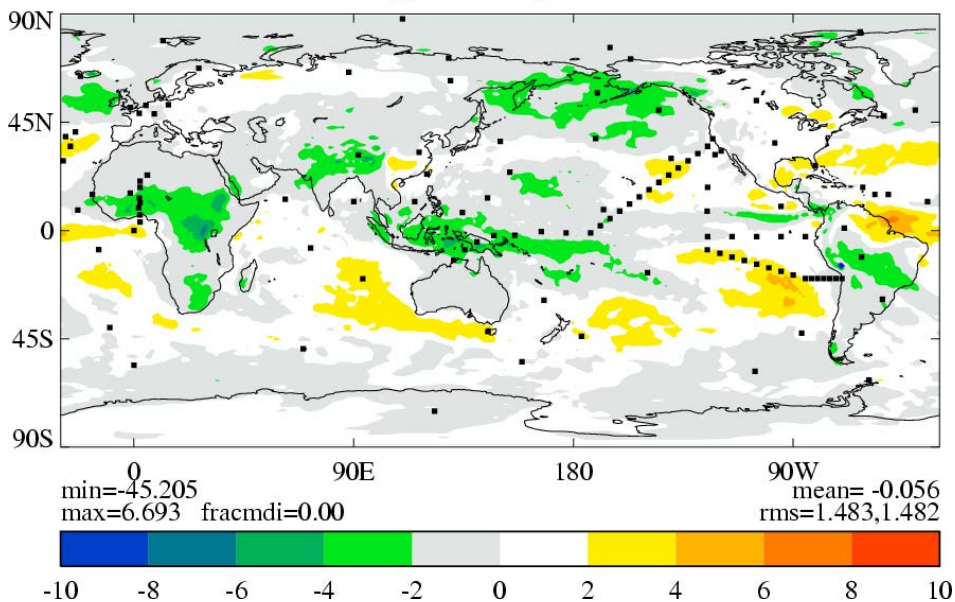 90N
45N
0
45S
90S
0 90E 180 90W
min=-45.205 mean= -0.056
max=6.693 fracmdi=0.00 rms=1.483,1.482
-10 -8 -6 -4 -2 0 2 4 6 8 10